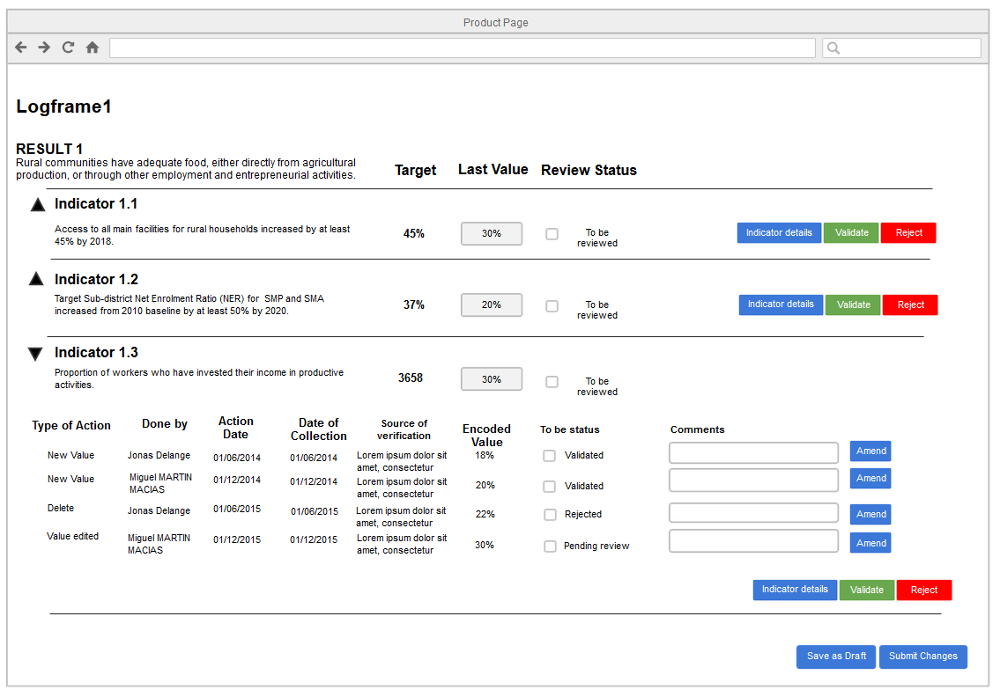 Product Page
Logframe1
RESULT 1
Rural communities have adequate food, either directly from agricultural
production, or through other employment and entrepreneurial activities.
Target Last Value Review Status
Indicator 1.1
Access to all main facilities for rural households increased by at least
45% by 2018.
45% 30% To be
reviewed
Indicator details Validate Reject
Indicator 1.2
Target Sub-district Net Enrolment Ratio (NER) for SMP and SMA
increased from 2010 baseline by at least 50% by 2020.
37% 20% To be
reviewed
Indicator details Validate Reject
Indicator 1.3
Proportion of workers who have invested their income in productive
activities.
3658 30% To be
reviewed
Type of Action Done by Action
Date Date of
Collection Source of
verification Encoded
Value To be status Comments
New Value Jonas Delange 01/06/2014 01/06/2014 Lorem ipsum dolor sit
amet, consectetur 18% Validated Amend
New Value Miguel MARTIN
MACIAS 01/12/2014 01/12/2014 Lorem ipsum dolor sit
amet, consectetur 20% Validated Amend
Delete Jonas Delange 01/06/2015 01/06/2015 Lorem ipsum dolor sit
amet, consectetur 22% Rejected Amend
Value edited Miguel MARTIN
MACIAS 01/12/2015 01/12/2015 Lorem ipsum dolor sit
amet, consectetur 30% Pending review Amend
Indicator details Validate Reject
Save as Draft Submit Changes